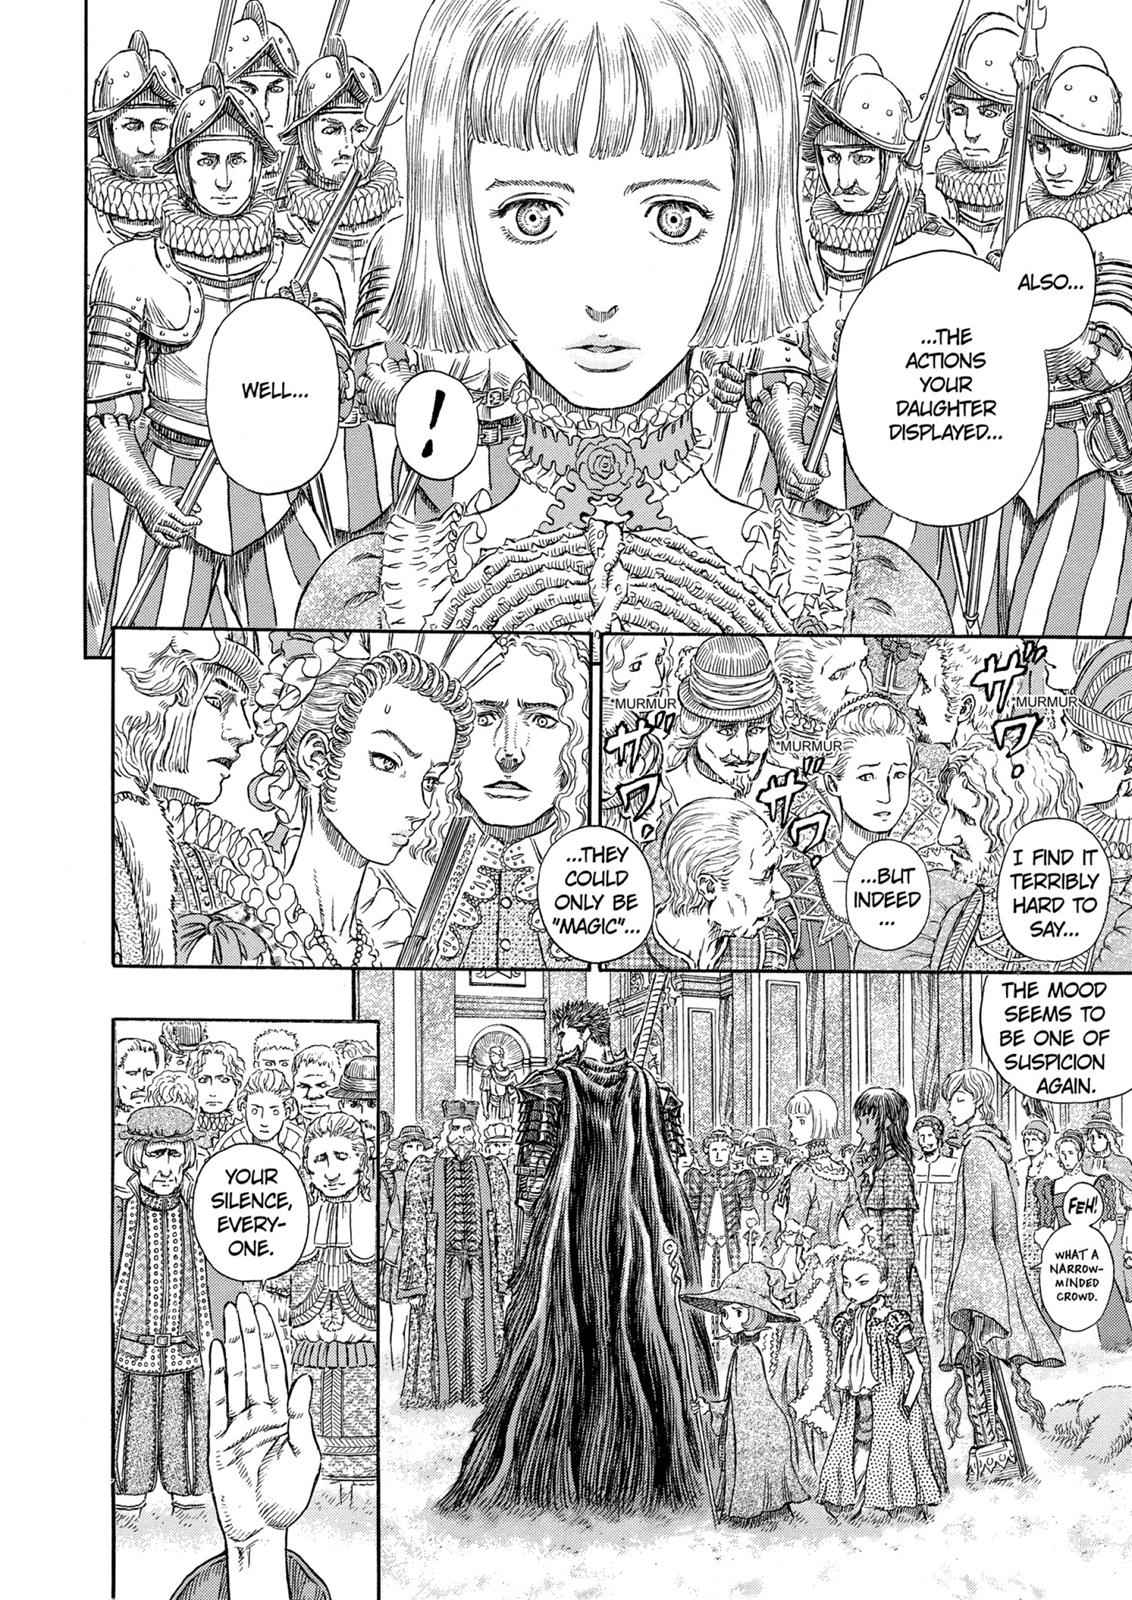 ALSO...
...THE
ACTIONS
YOUR
DAUGHTER
DISPLAYED...
!
WELL...
MURMUR
ザワ
MURMUR
ザワ
MURMUR
ザワ
I FIND IT
TERRIBLY
HARD TO
SAY...
...BUT
INDEED
...
...THEY
COULD
ONLY BE
"MAGIC"...
THE MOOD
SEEMS TO
BE ONE OF
SUSPICION
AGAIN.
FEH!
WHAT A
NARROW-
MINDED
CROWD.
YOUR
SILENCE,
EVERY-
ONE.